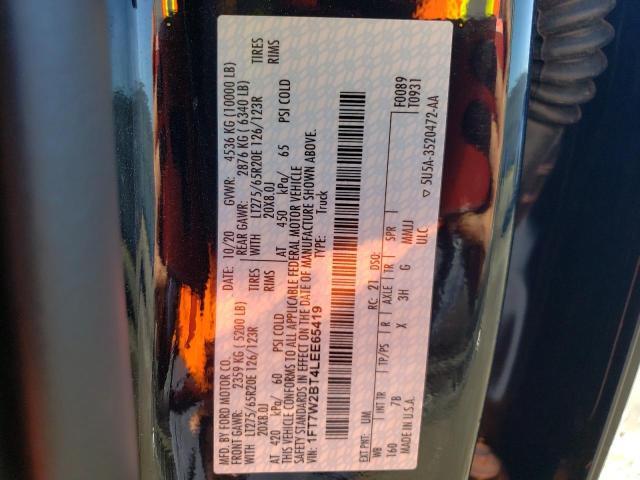 MFD. BY FORD MOTOR CO.
DATE: 10/20 GVWR: 4536 KG (10000 LB)
FRONT GAWR: 2359 KG (5200 LB) REAR GAWR: 2876 KG (6340 LB)
WITH LT275/65R20E 126/123R TIRES WITH LT275/65R20E 126/123R TIRES
20X8.0J RIMS 20X8.0J RIMS
AT 420 kPa/ 60 PSI COLD AT 450 kPa/ 65 PSI COLD
THIS VEHICLE CONFORMS TO ALL APPLICABLE FEDERAL MOTOR VEHICLE
SAFETY STANDARDS IN EFFECT ON THE DATE OF MANUFACTURE SHOWN ABOVE.
VIN: 1FT7W2BT4LEE65419 TYPE: Truck
F0089
T0931
EXT PNT: UM RC: 21 DSO:
WB INT TR TP/PS R AXLE TR SPR
160 7B X 3H G MMJJ
MADE IN U.S.A. ULC
▽ 5U5A-3520472-AA